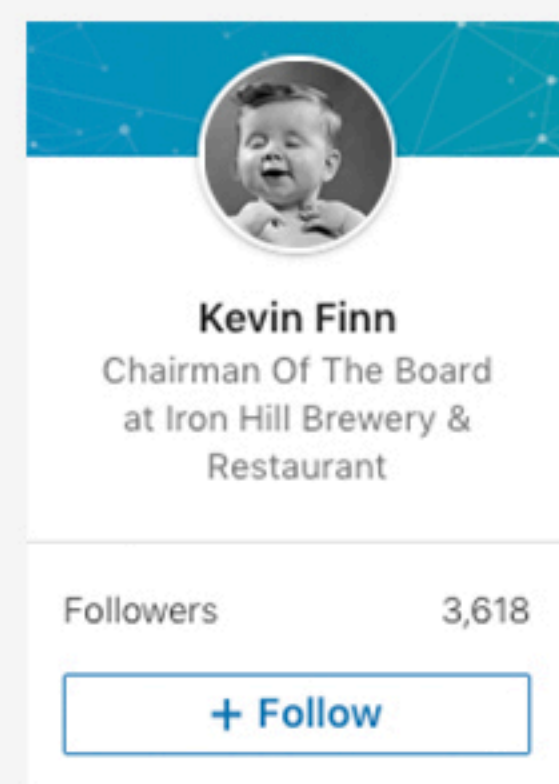 Kevin Finn
Chairman Of The Board
at Iron Hill Brewery &
Restaurant
Followers 3,618
+ Follow